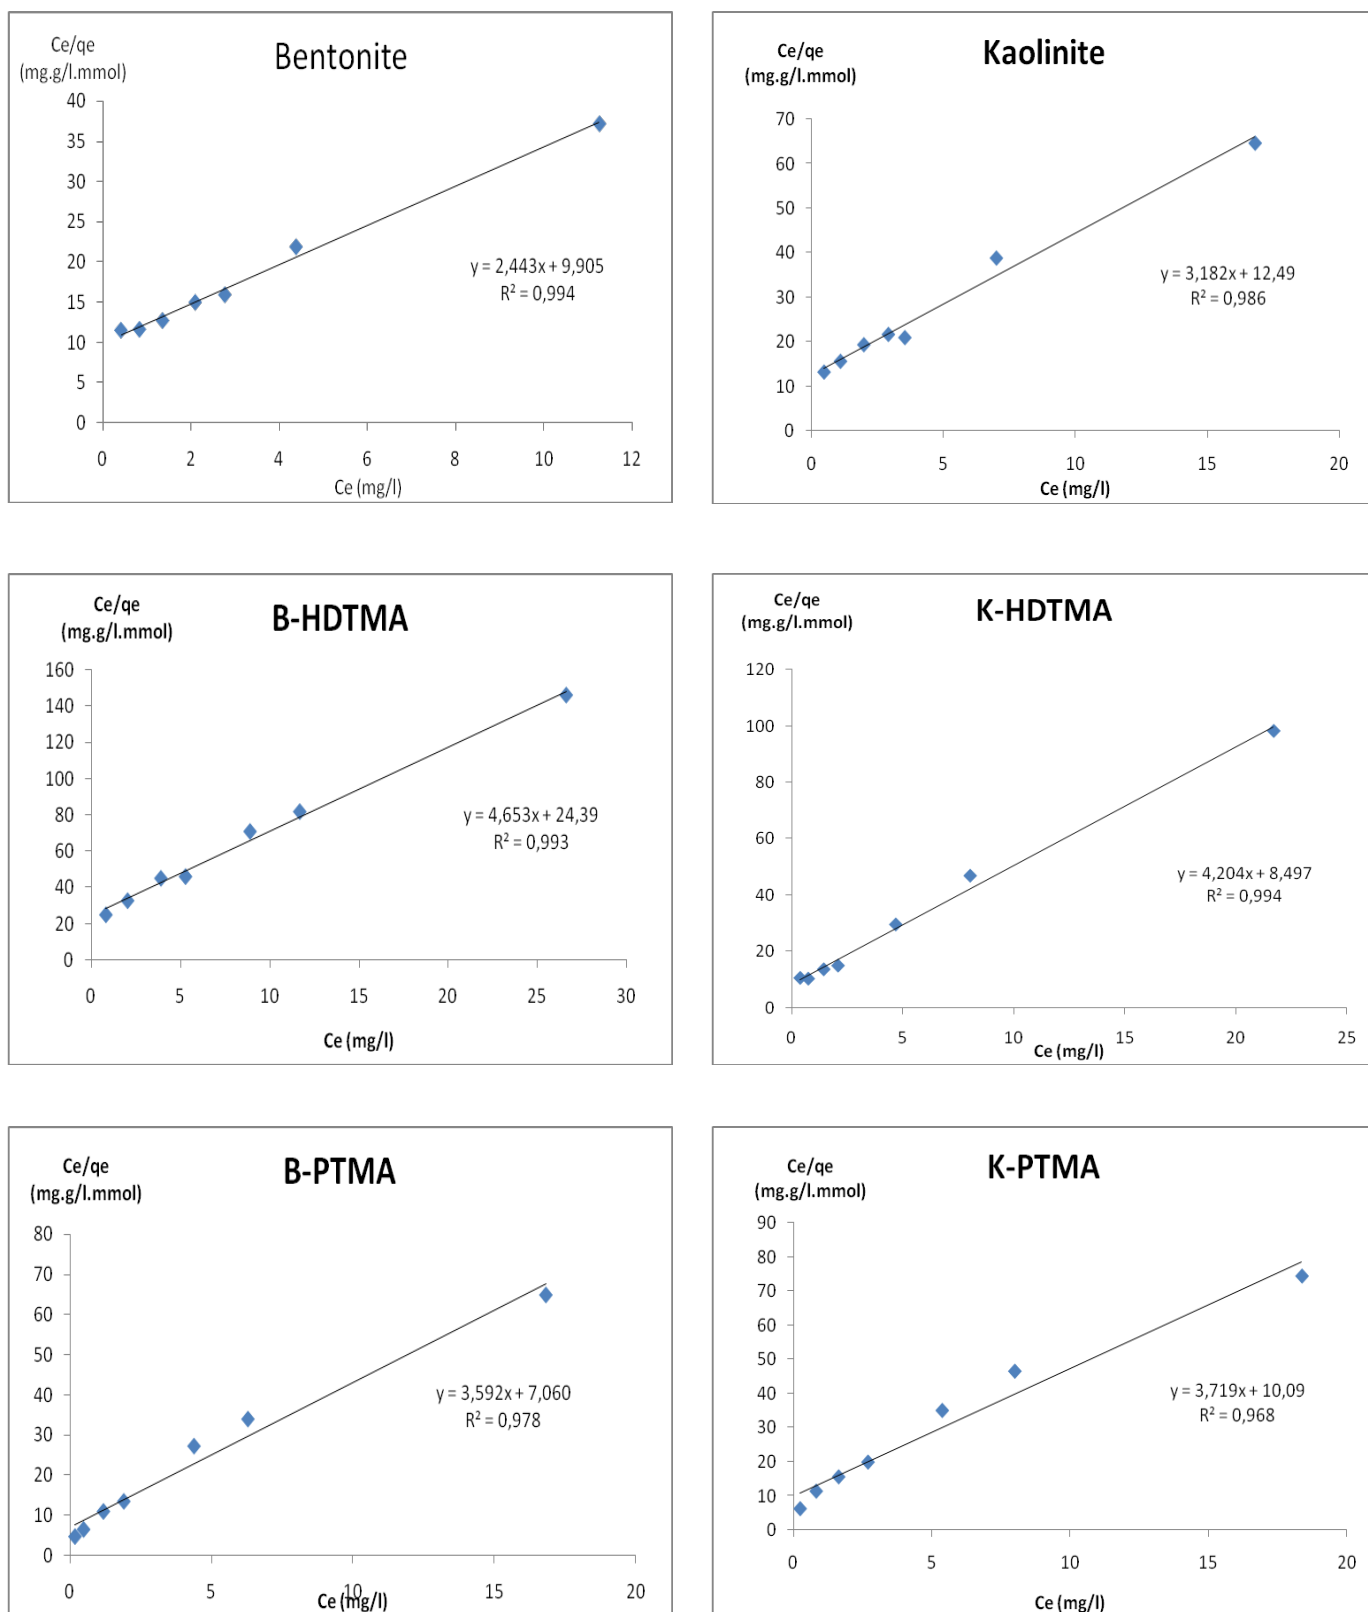 Bentonite
Ce/qe
(mg.g/l.mmol)
40
35
30
25
20
15
10
5
0
y = 2,443x + 9,905
R² = 0,994
0 2 4 6 8 10 12
Ce (mg/l)
Kaolinite
Ce/qe
(mg.g/l.mmol)
70
60
50
40
30
20
10
0
y = 3,182x + 12,49
R² = 0,986
0 5 10 15 20
Ce (mg/l)
B-HDTMA
Ce/qe
(mg.g/l.mmol)
160
140
120
100
80
60
40
20
0
y = 4,653x + 24,39
R² = 0,993
0 5 10 15 20 25 30
Ce (mg/l)
K-HDTMA
Ce/qe
(mg.g/l.mmol)
120
100
80
60
40
20
0
y = 4,204x + 8,497
R² = 0,994
0 5 10 15 20 25
Ce (mg/l)
B-PTMA
Ce/qe
(mg.g/l.mmol)
80
70
60
50
40
30
20
10
0
y = 3,592x + 7,060
R² = 0,978
0 5 10 15 20
Ce (mg/l)
K-PTMA
Ce/qe
(mg.g/l.mmol)
90
80
70
60
50
40
30
20
10
0
y = 3,719x + 10,09
R² = 0,968
0 5 10 15 20
Ce (mg/l)